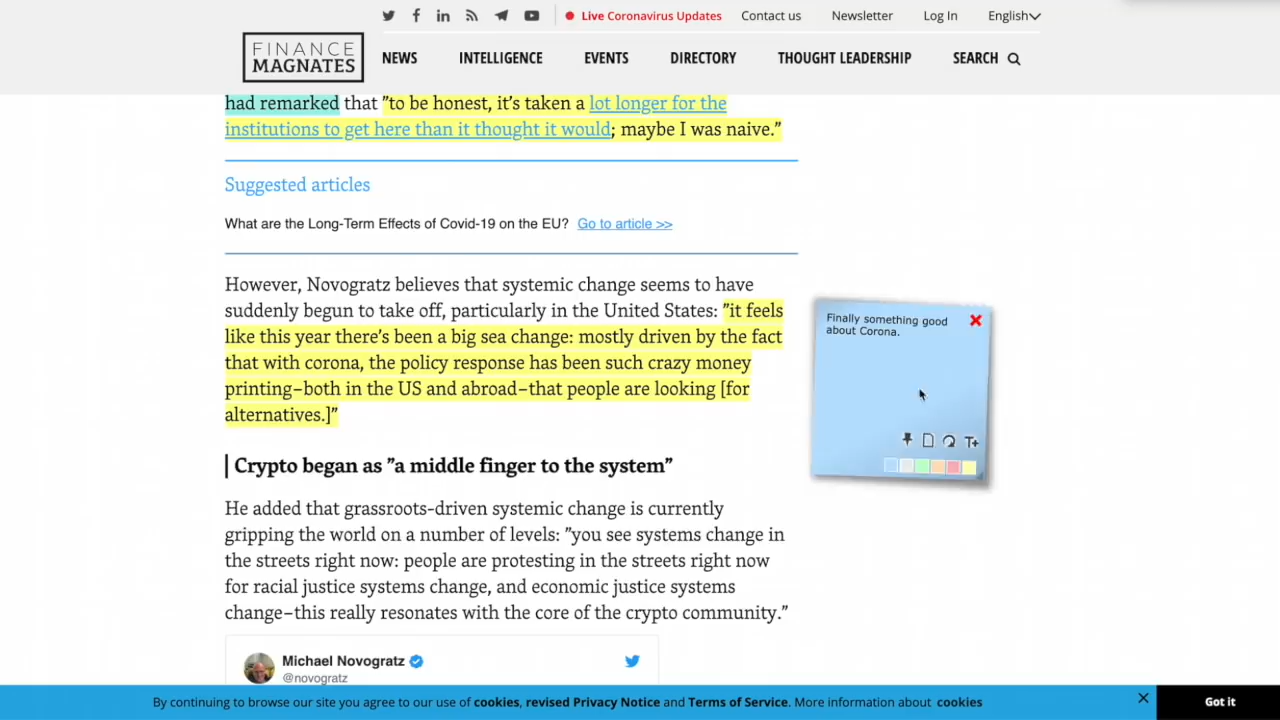 Live Coronavirus Updates
Contact us
Newsletter
Log In
English
FINANCE
MAGNATES
NEWS
INTELLIGENCE
EVENTS
DIRECTORY
THOUGHT LEADERSHIP
SEARCH
had remarked that ”to be honest, it’s taken a lot longer for the
institutions to get here than it thought it would; maybe I was naive.”
Suggested articles
What are the Long-Term Effects of Covid-19 on the EU? Go to article >>
However, Novogratz believes that systemic change seems to have
suddenly begun to take off, particularly in the United States: ”it feels
like this year there’s been a big sea change: mostly driven by the fact
that with corona, the policy response has been such crazy money
printing–both in the US and abroad–that people are looking [for
alternatives.]”
Finally something good
about Corona.
T+
Crypto began as ”a middle finger to the system”
He added that grassroots-driven systemic change is currently
gripping the world on a number of levels: ”you see systems change in
the streets right now: people are protesting in the streets right now
for racial justice systems change, and economic justice systems
change–this really resonates with the core of the crypto community.”
Michael Novogratz
@novogratz
By continuing to browse our site you agree to our use of cookies, revised Privacy Notice and Terms of Service. More information about cookies
Got it